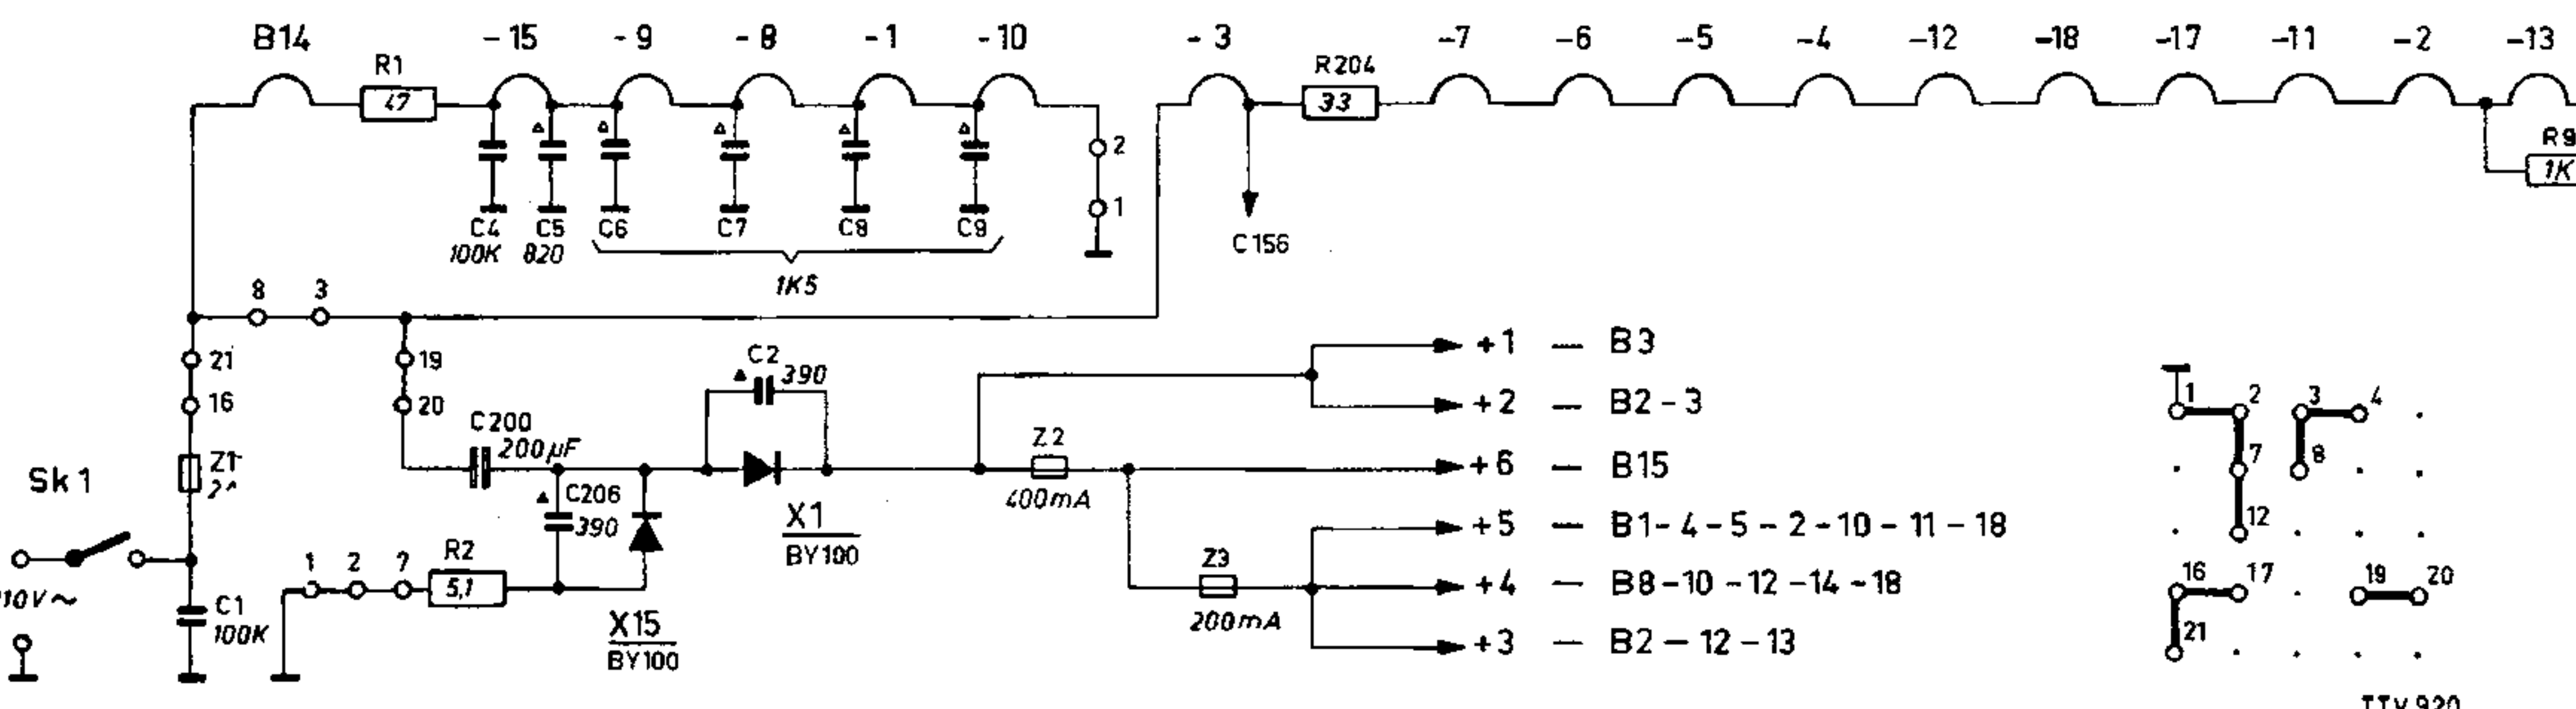 B14 -15 -9 -8 -1 -10 -3 -7 -6 -5 -4 -12 -18 -17 -11 -2 -13
R1 R204
47 33
R9
1K
2
1
C4 C5 C6 C7 C8 C9
100K 820
1K5
C156
8 3
21 19
16 20
C2
390
+1 — B3
+2 — B2-3
C200
200µF
Z2
400mA
+6 — B15
Z1
Sk1
C206
390
X1
BY100
+5 — B1-4-5-2-10-11-18
1 2 7
R2
5,1
Z3
200mA
+4 — B8-10-12-14-18
10V~
C1
100K
X15
BY100
+3 — B2-12-13
1 2 3 4
7 8
12
16 17 19 20
21